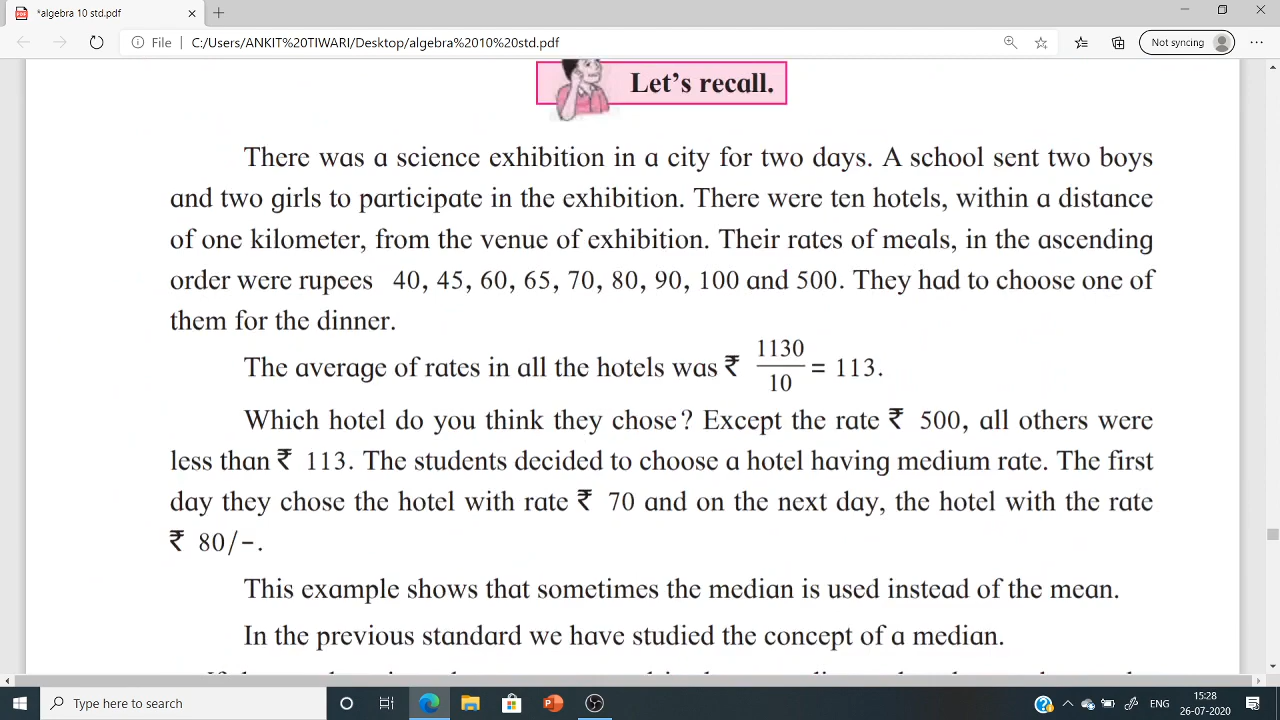 *algebra 10 std.pdf
File | C:/Users/ANKIT%20TIWARI/Desktop/algebra%2010%20std.pdf
Not syncing
Let's recall.
There was a science exhibition in a city for two days. A school sent two boys
and two girls to participate in the exhibition. There were ten hotels, within a distance
of one kilometer, from the venue of exhibition. Their rates of meals, in the ascending
order were rupees 40, 45, 60, 65, 70, 80, 90, 100 and 500. They had to choose one of
them for the dinner.
The average of rates in all the hotels was ₹ 1130/10 = 113.
Which hotel do you think they chose? Except the rate ₹ 500, all others were
less than ₹ 113. The students decided to choose a hotel having medium rate. The first
day they chose the hotel with rate ₹ 70 and on the next day, the hotel with the rate
₹ 80/-.
This example shows that sometimes the median is used instead of the mean.
In the previous standard we have studied the concept of a median.
Type here to search
ENG
15:28
26-07-2020